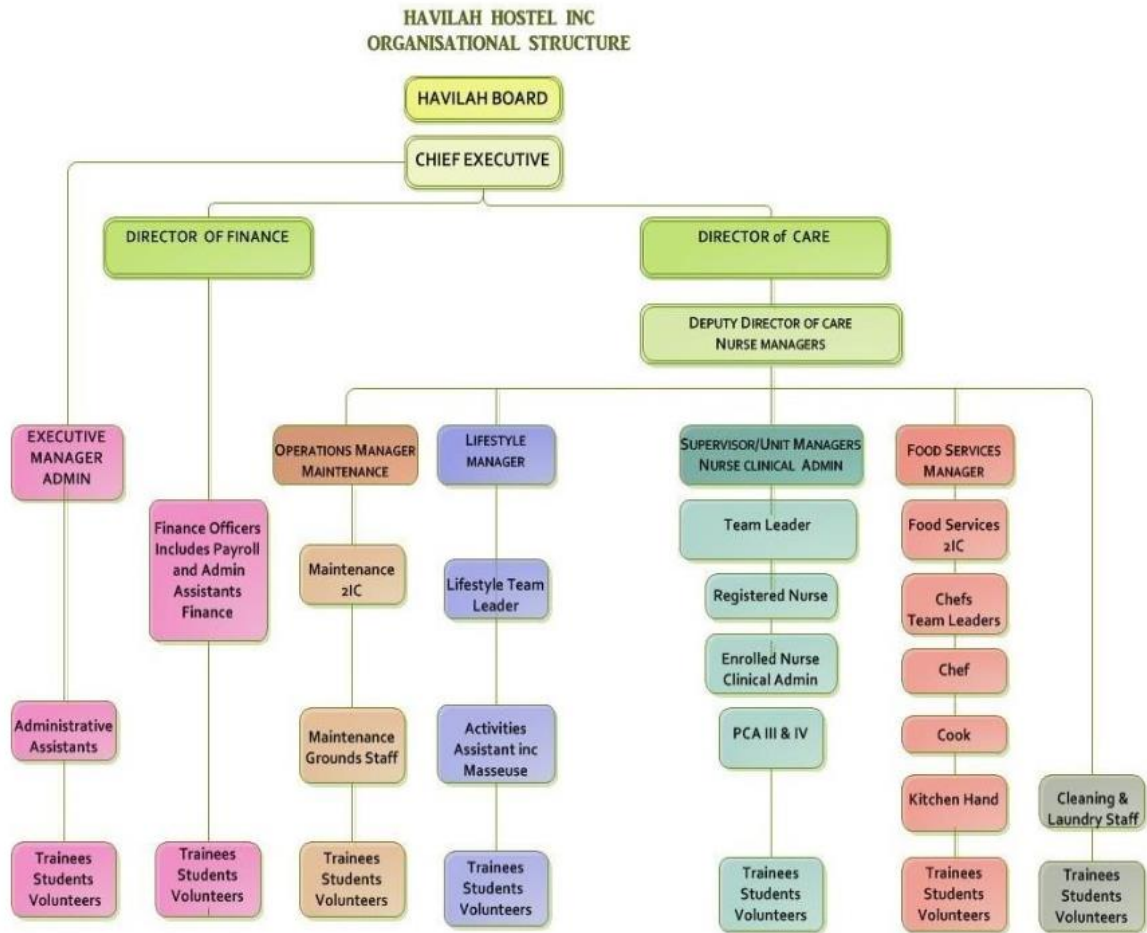 HAVILAH HOSTEL INC
ORGANISATIONAL STRUCTURE
HAVILAH BOARD
CHIEF EXECUTIVE
DIRECTOR OF FINANCE
DIRECTOR of CARE
DEPUTY DIRECTOR OF CARE
NURSE MANAGERS
EXECUTIVE
MANAGER
ADMIN
OPERATIONS MANAGER
MAINTENANCE
LIFESTYLE
MANAGER
SUPERVISOR/UNIT MANAGERS
NURSE CLINICAL ADMIN
FOOD SERVICES
MANAGER
Finance Officers
Includes Payroll
and Admin
Assistants
Finance
Maintenance
2IC
Lifestyle Team
Leader
Team Leader
Registered Nurse
Enrolled Nurse
Clinical Admin
Food Services
2IC
Chefs
Team Leaders
Chef
Administrative
Assistants
Maintenance
Grounds Staff
Activities
Assistant inc
Masseuse
PCA III & IV
Cook
Kitchen Hand
Cleaning &
Laundry Staff
Trainees
Students
Volunteers
Trainees
Students
Volunteers
Trainees
Students
Volunteers
Trainees
Students
Volunteers
Trainees
Students
Volunteers
Trainees
Students
Volunteers
Trainees
Students
Volunteers